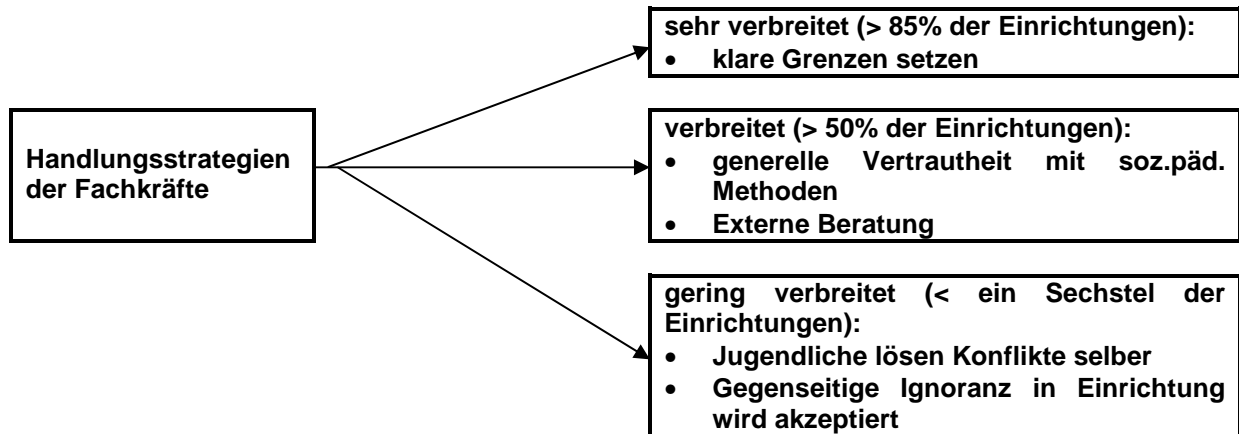 Handlungsstrategien
der Fachkräfte
sehr verbreitet (> 85% der Einrichtungen):
• klare Grenzen setzen
verbreitet (> 50% der Einrichtungen):
• generelle Vertrautheit mit soz.päd.
Methoden
• Externe Beratung
gering verbreitet (< ein Sechstel der
Einrichtungen):
• Jugendliche lösen Konflikte selber
• Gegenseitige Ignoranz in Einrichtung
wird akzeptiert